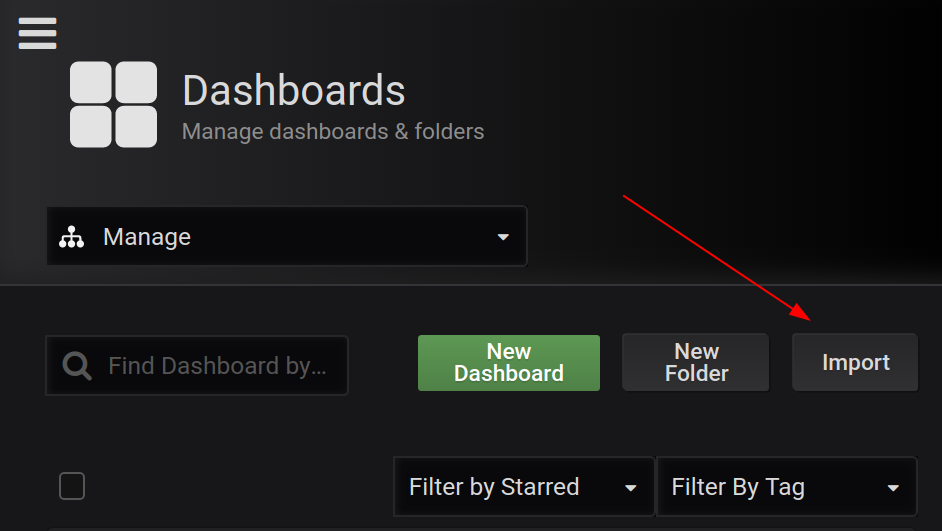 Dashboards
Manage dashboards & folders
Manage
Find Dashboard by...
New
Dashboard
New
Folder
Import
Filter by Starred
Filter By Tag